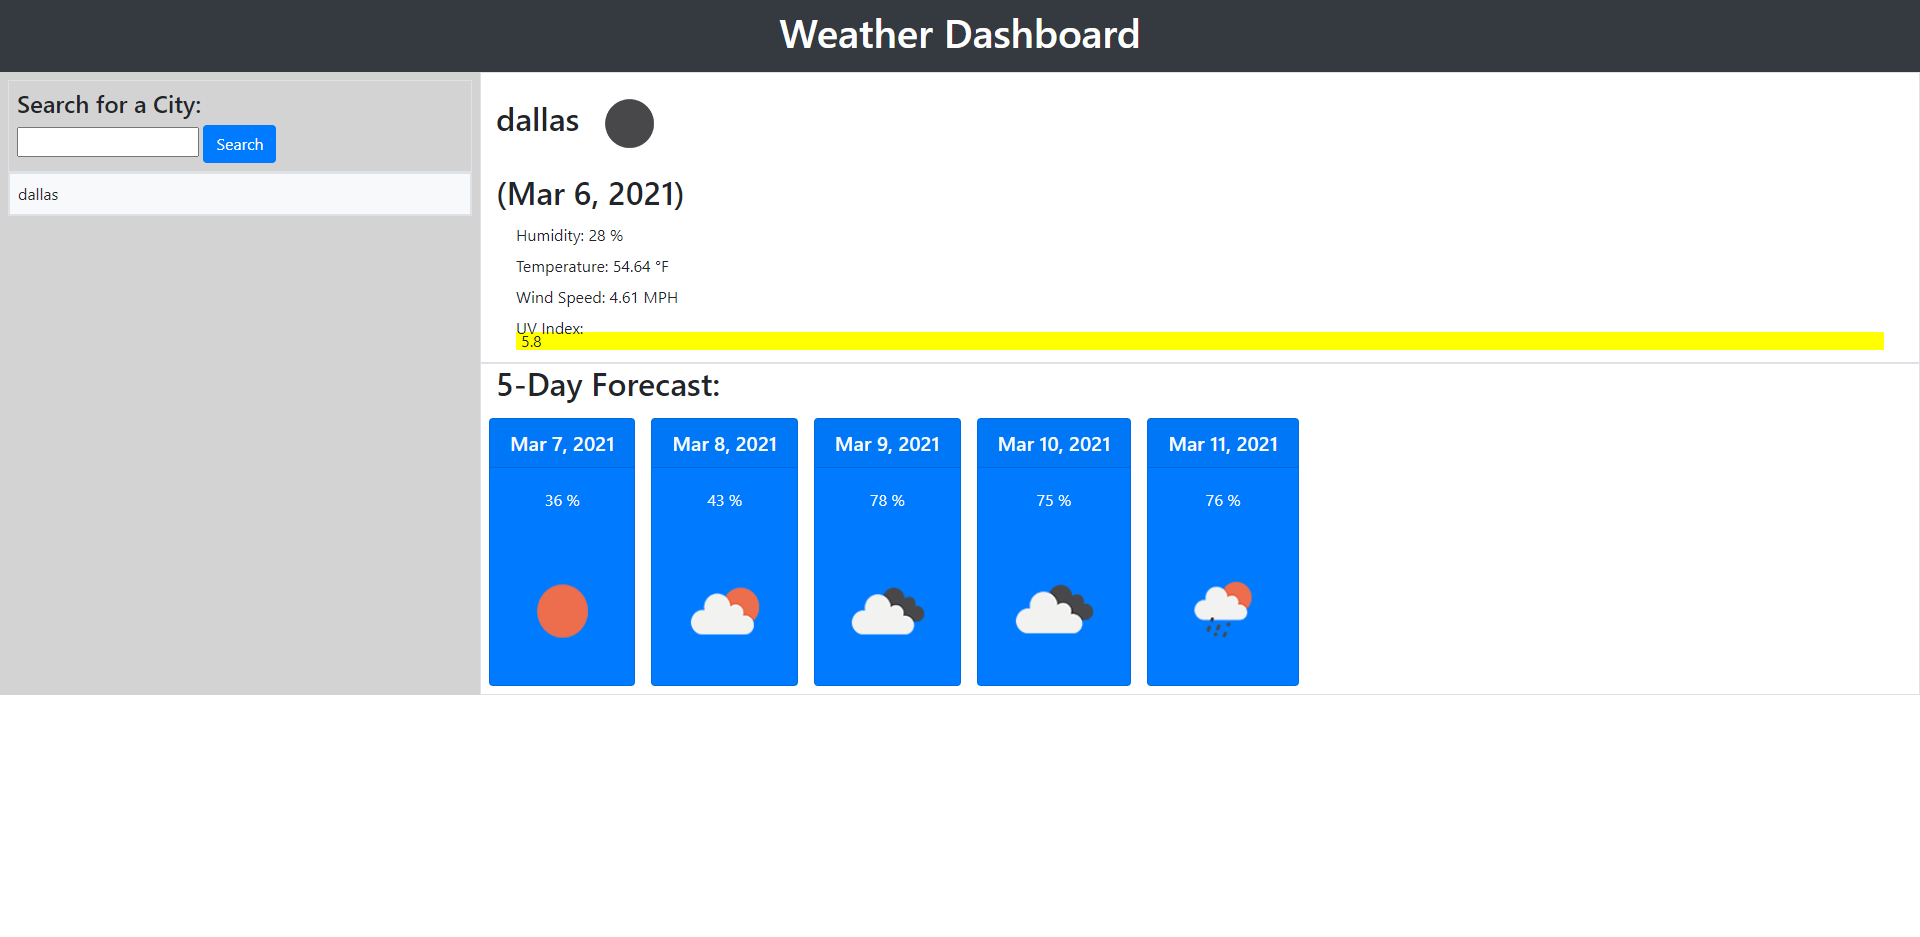 Weather Dashboard
Search for a City:
Search
dallas
dallas
(Mar 6, 2021)
Humidity: 28 %
Temperature: 54.64 °F
Wind Speed: 4.61 MPH
UV Index:
5.8
5-Day Forecast:
Mar 7, 2021
36 %
Mar 8, 2021
43 %
Mar 9, 2021
78 %
Mar 10, 2021
75 %
Mar 11, 2021
76 %